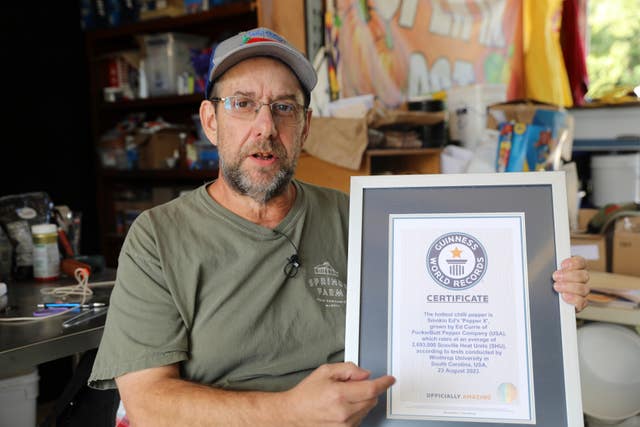 SPRINGS
FARM
GUINNESS
WORLD
RECORDS
CERTIFICATE
The hottest chilli pepper is
Smokin Ed's 'Pepper X',
grown by Ed Currie of
PuckerButt Pepper Company (USA),
which rates at an average of
2,693,000 Scoville Heat Units (SHU),
according to tests conducted by
Winthrop University in
South Carolina, USA,
23 August 2023
OFFICIALLY AMAZING